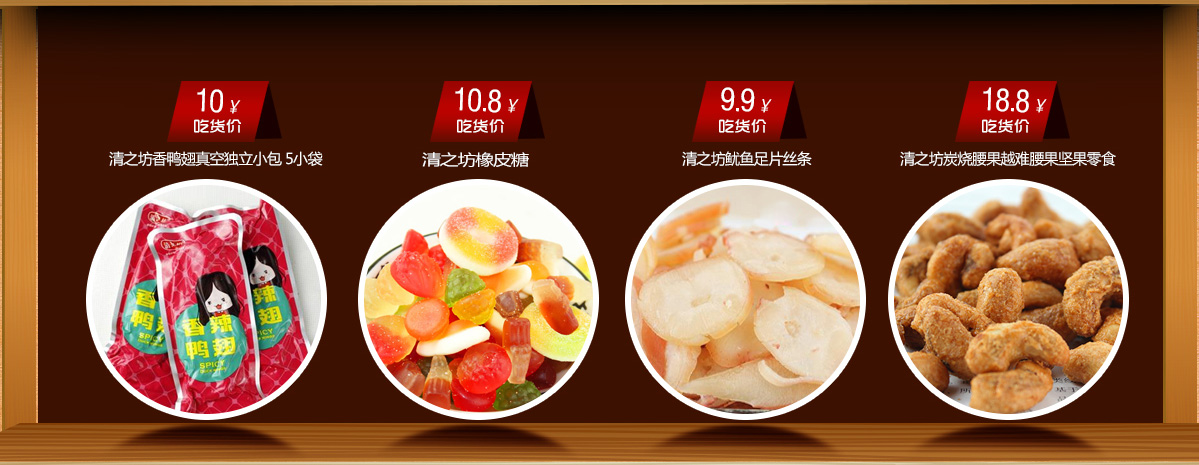 10 ¥
吃货价
清之坊香鸭翅真空独立小包 5小袋
10.8 ¥
吃货价
清之坊橡皮糖
9.9 ¥
吃货价
清之坊鱿鱼足片丝条
18.8 ¥
吃货价
清之坊炭烧腰果越难腰果坚果零食
香辣
鸭翅
SPICY